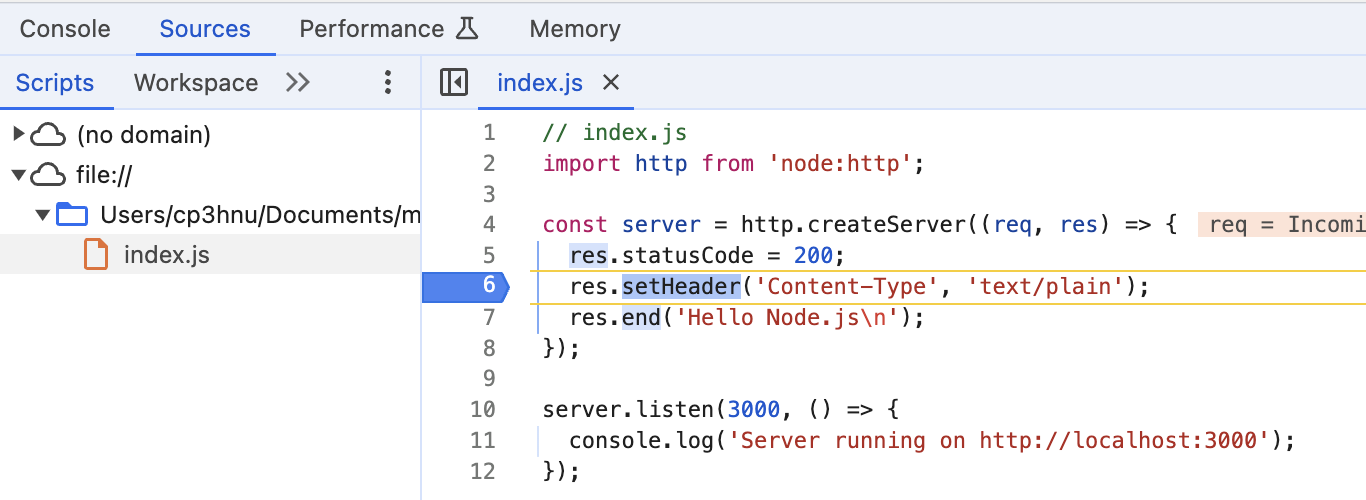 Console Sources Performance Memory
Scripts Workspace
index.js
(no domain)
file://
Users/cp3hnu/Documents/m
index.js
1 // index.js
2 import http from 'node:http';
3
4 const server = http.createServer((req, res) => { req = Incomi
5 res.statusCode = 200;
6 res.setHeader('Content-Type', 'text/plain');
7 res.end('Hello Node.js\n');
8 });
9
10 server.listen(3000, () => {
11 console.log('Server running on http://localhost:3000');
12 });